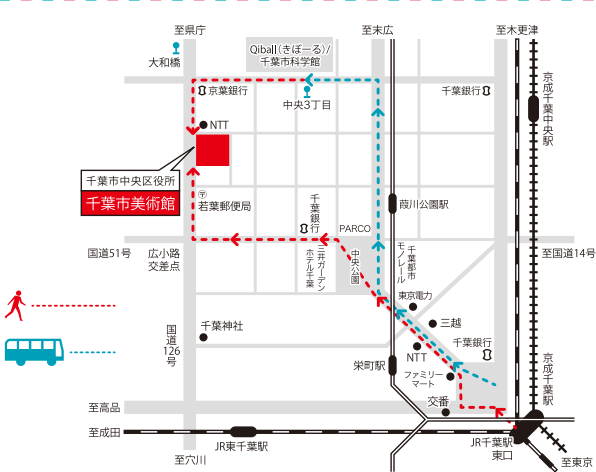 至県庁
至末広
至木更津
大和橋
Qiball(きぼーる)/
千葉市科学館
京葉銀行
中央3丁目
千葉銀行
京成千葉中央駅
NTT
千葉市中央区役所
千葉市美術館
〒
若葉郵便局
千葉銀行
葭川公園駅
PARCO
国道51号
広小路
交差点
三井ガーデン
ホテル千葉
中央公園
千葉都市
モノレール
至国道14号
東京電力
三越
千葉神社
国道126号
千葉銀行
NTT
栄町駅
ファミリー
マート
京成千葉駅
交番
至高品
至成田
JR東千葉駅
JR千葉駅
東口
至穴川
至東京